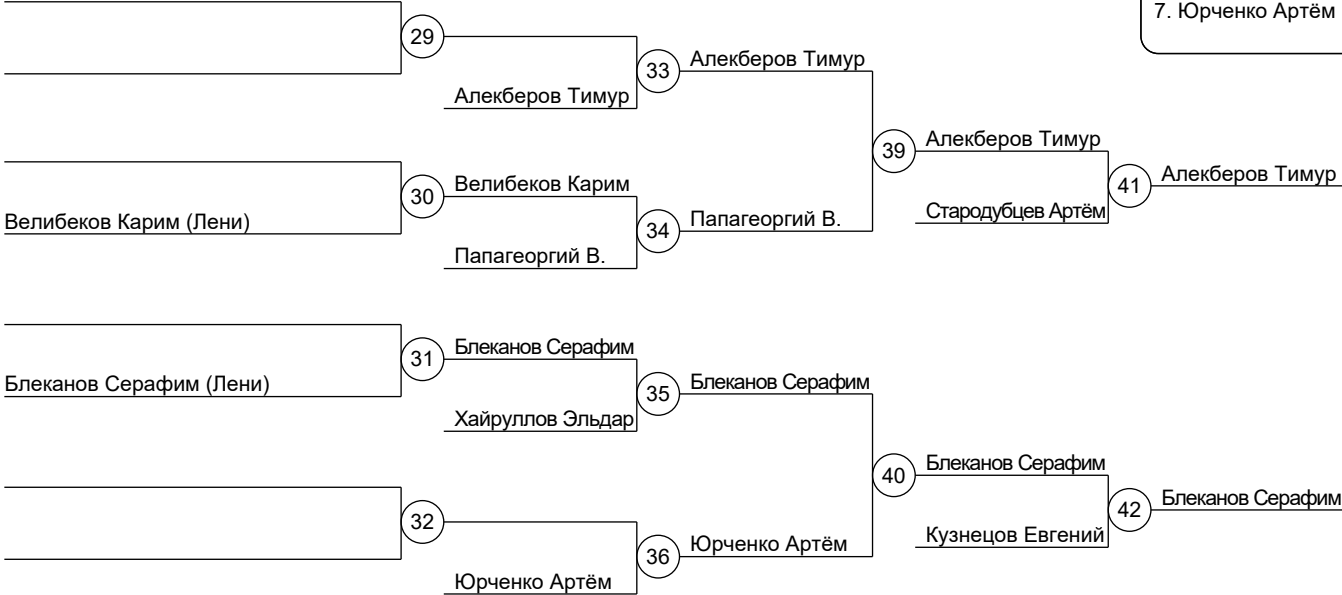 7. Юрченко Артём
29
Алекберов Тимур
33
Алекберов Тимур
Алекберов Тимур
39
Велибеков Карим
41
Алекберов Тимур
30
Стародубцев Артём
Велибеков Карим (Лени)
Папагеоргий В.
34
Папагеоргий В.
Блеканов Серафим
31
Блеканов Серафим (Лени)
Блеканов Серафим
35
Хайруллов Эльдар
Блеканов Серафим
40
Блеканов Серафим
42
32
Кузнецов Евгений
Юрченко Артём
36
Юрченко Артём